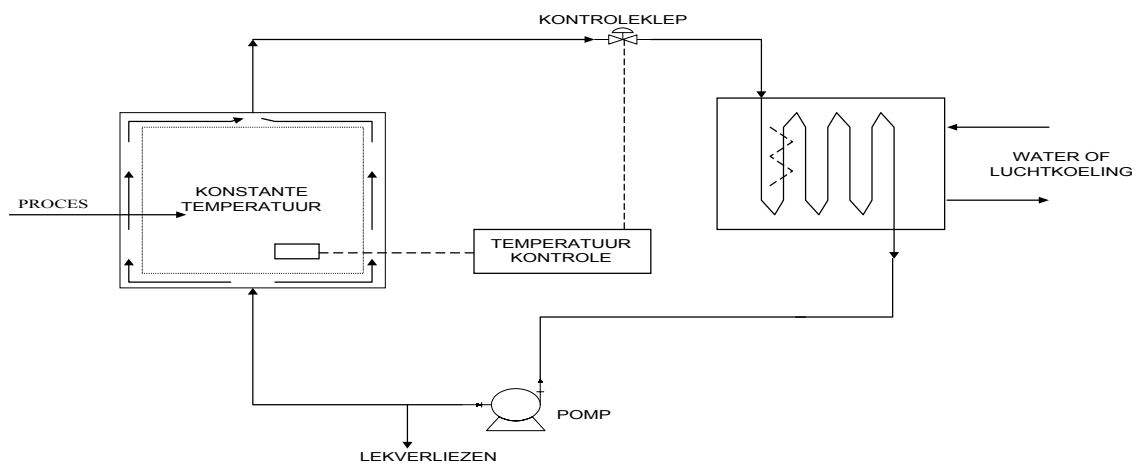 KONTROLEKLEP
KONSTANTE
TEMPERATUUR
PROCES
WATER OF
LUCHTKOELING
TEMPERATUUR
KONTROLE
POMP
LEKVERLIEZEN